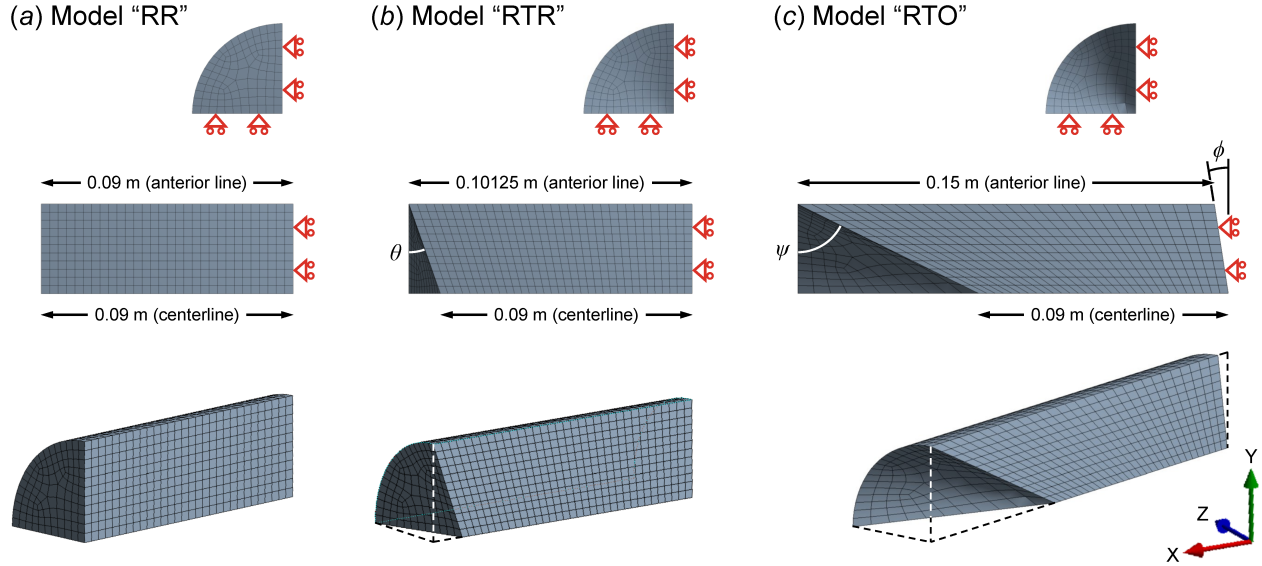 (a) Model “RR”
(b) Model “RTR”
(c) Model “RTO”
0.09 m (anterior line)
0.10125 m (anterior line)
0.15 m (anterior line)
ϕ
θ
ψ
0.09 m (centerline)
0.09 m (centerline)
0.09 m (centerline)
Y
Z
X